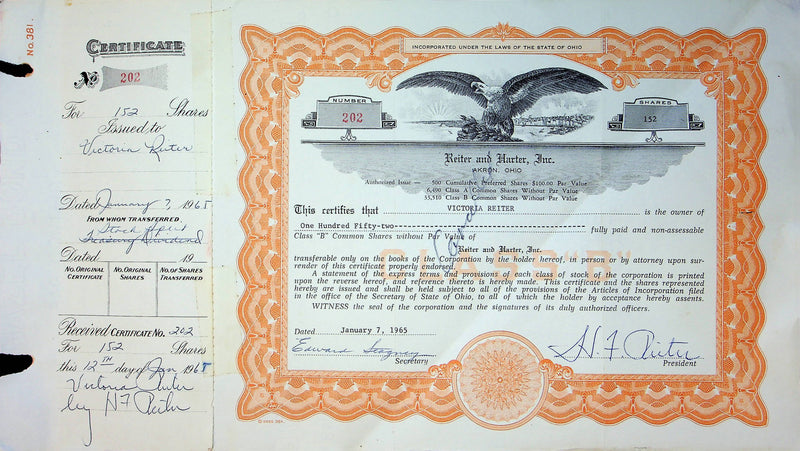 No. 381.
CERTIFICATE
No 202
For 152 Shares
Issued to
Victoria Reiter
Dated January 7, 1965
FROM WHOM TRANSFERRED
Stock
Dated 19
NO. ORIGINAL CERTIFICATE
NO. ORIGINAL SHARES
NO. OF SHARES TRANSFERRED
Received CERTIFICATE NO. 202
For 152 Shares
this 12TH day of Jan 1965
Victoria Reiter
by H F Reiter
INCORPORATED UNDER THE LAWS OF THE STATE OF OHIO
NUMBER
202
SHARES
152
Reiter and Harter, Inc.
AKRON, OHIO
Authorized Issue — 500 Cumulative Preferred Shares $100.00 Par Value
6,490 Class A Common Shares Without Par Value
55,510 Class B Common Shares Without Par Value
This certifies that VICTORIA REITER is the owner of
One Hundred Fifty-two fully paid and non-assessable
Class "B" Common Shares without Par Value of
Reiter and Harter, Inc.
transferable only on the books of the Corporation by the holder hereof, in person or by attorney upon sur-
render of this certificate properly endorsed.
A statement of the express terms and provisions of each class of stock of the corporation is printed
upon the reverse hereof, and reference thereto is hereby made. This certificate and the shares represented
hereby are issued and shall be held subject to all of the provisions of the Articles of Incorporation filed
in the office of the Secretary of State of Ohio, to all of which the holder by acceptance hereby assents.
WITNESS the seal of the corporation and the signatures of its duly authorized officers.
Dated January 7, 1965
Edward
Secretary
H. F. Reiter
President